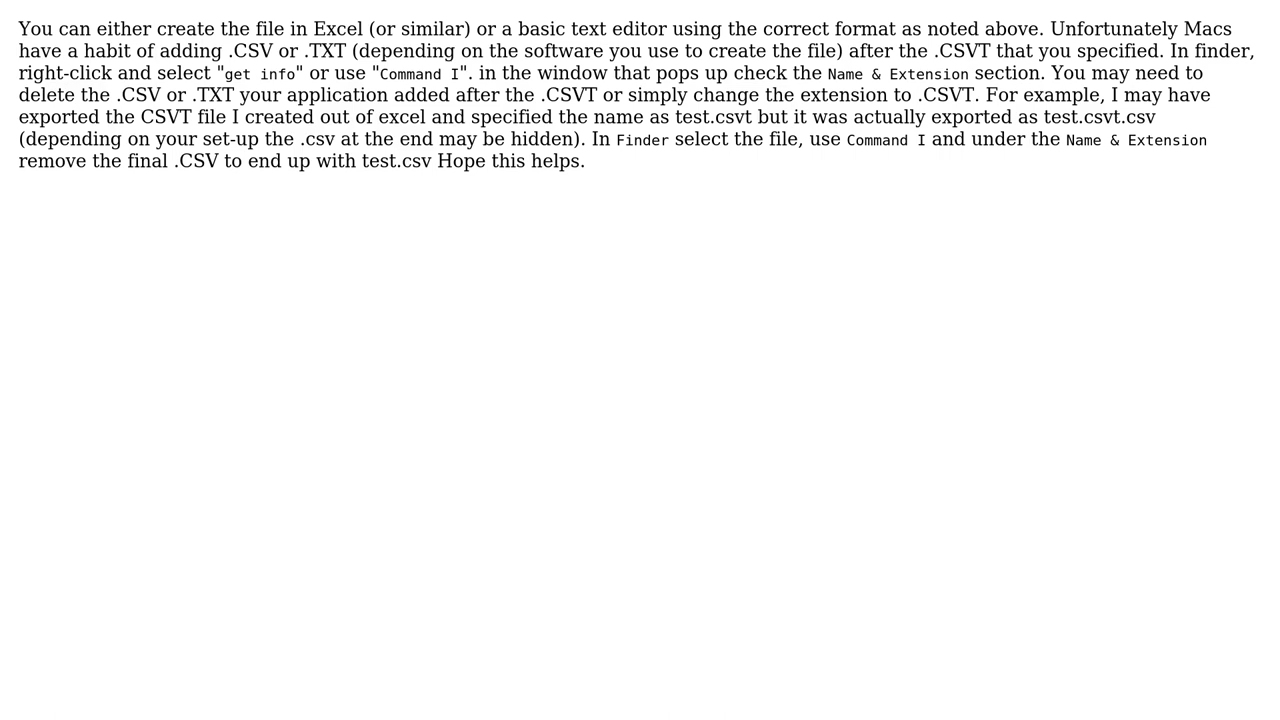 You can either create the file in Excel (or similar) or a basic text editor using the correct format as noted above. Unfortunately Macs
have a habit of adding .CSV or .TXT (depending on the software you use to create the file) after the .CSVT that you specified. In finder,
right-click and select "get info" or use "Command I". in the window that pops up check the Name & Extension section. You may need to
delete the .CSV or .TXT your application added after the .CSVT or simply change the extension to .CSVT. For example, I may have
exported the CSVT file I created out of excel and specified the name as test.csvt but it was actually exported as test.csvt.csv
(depending on your set-up the .csv at the end may be hidden). In Finder select the file, use Command I and under the Name & Extension
remove the final .CSV to end up with test.csv Hope this helps.